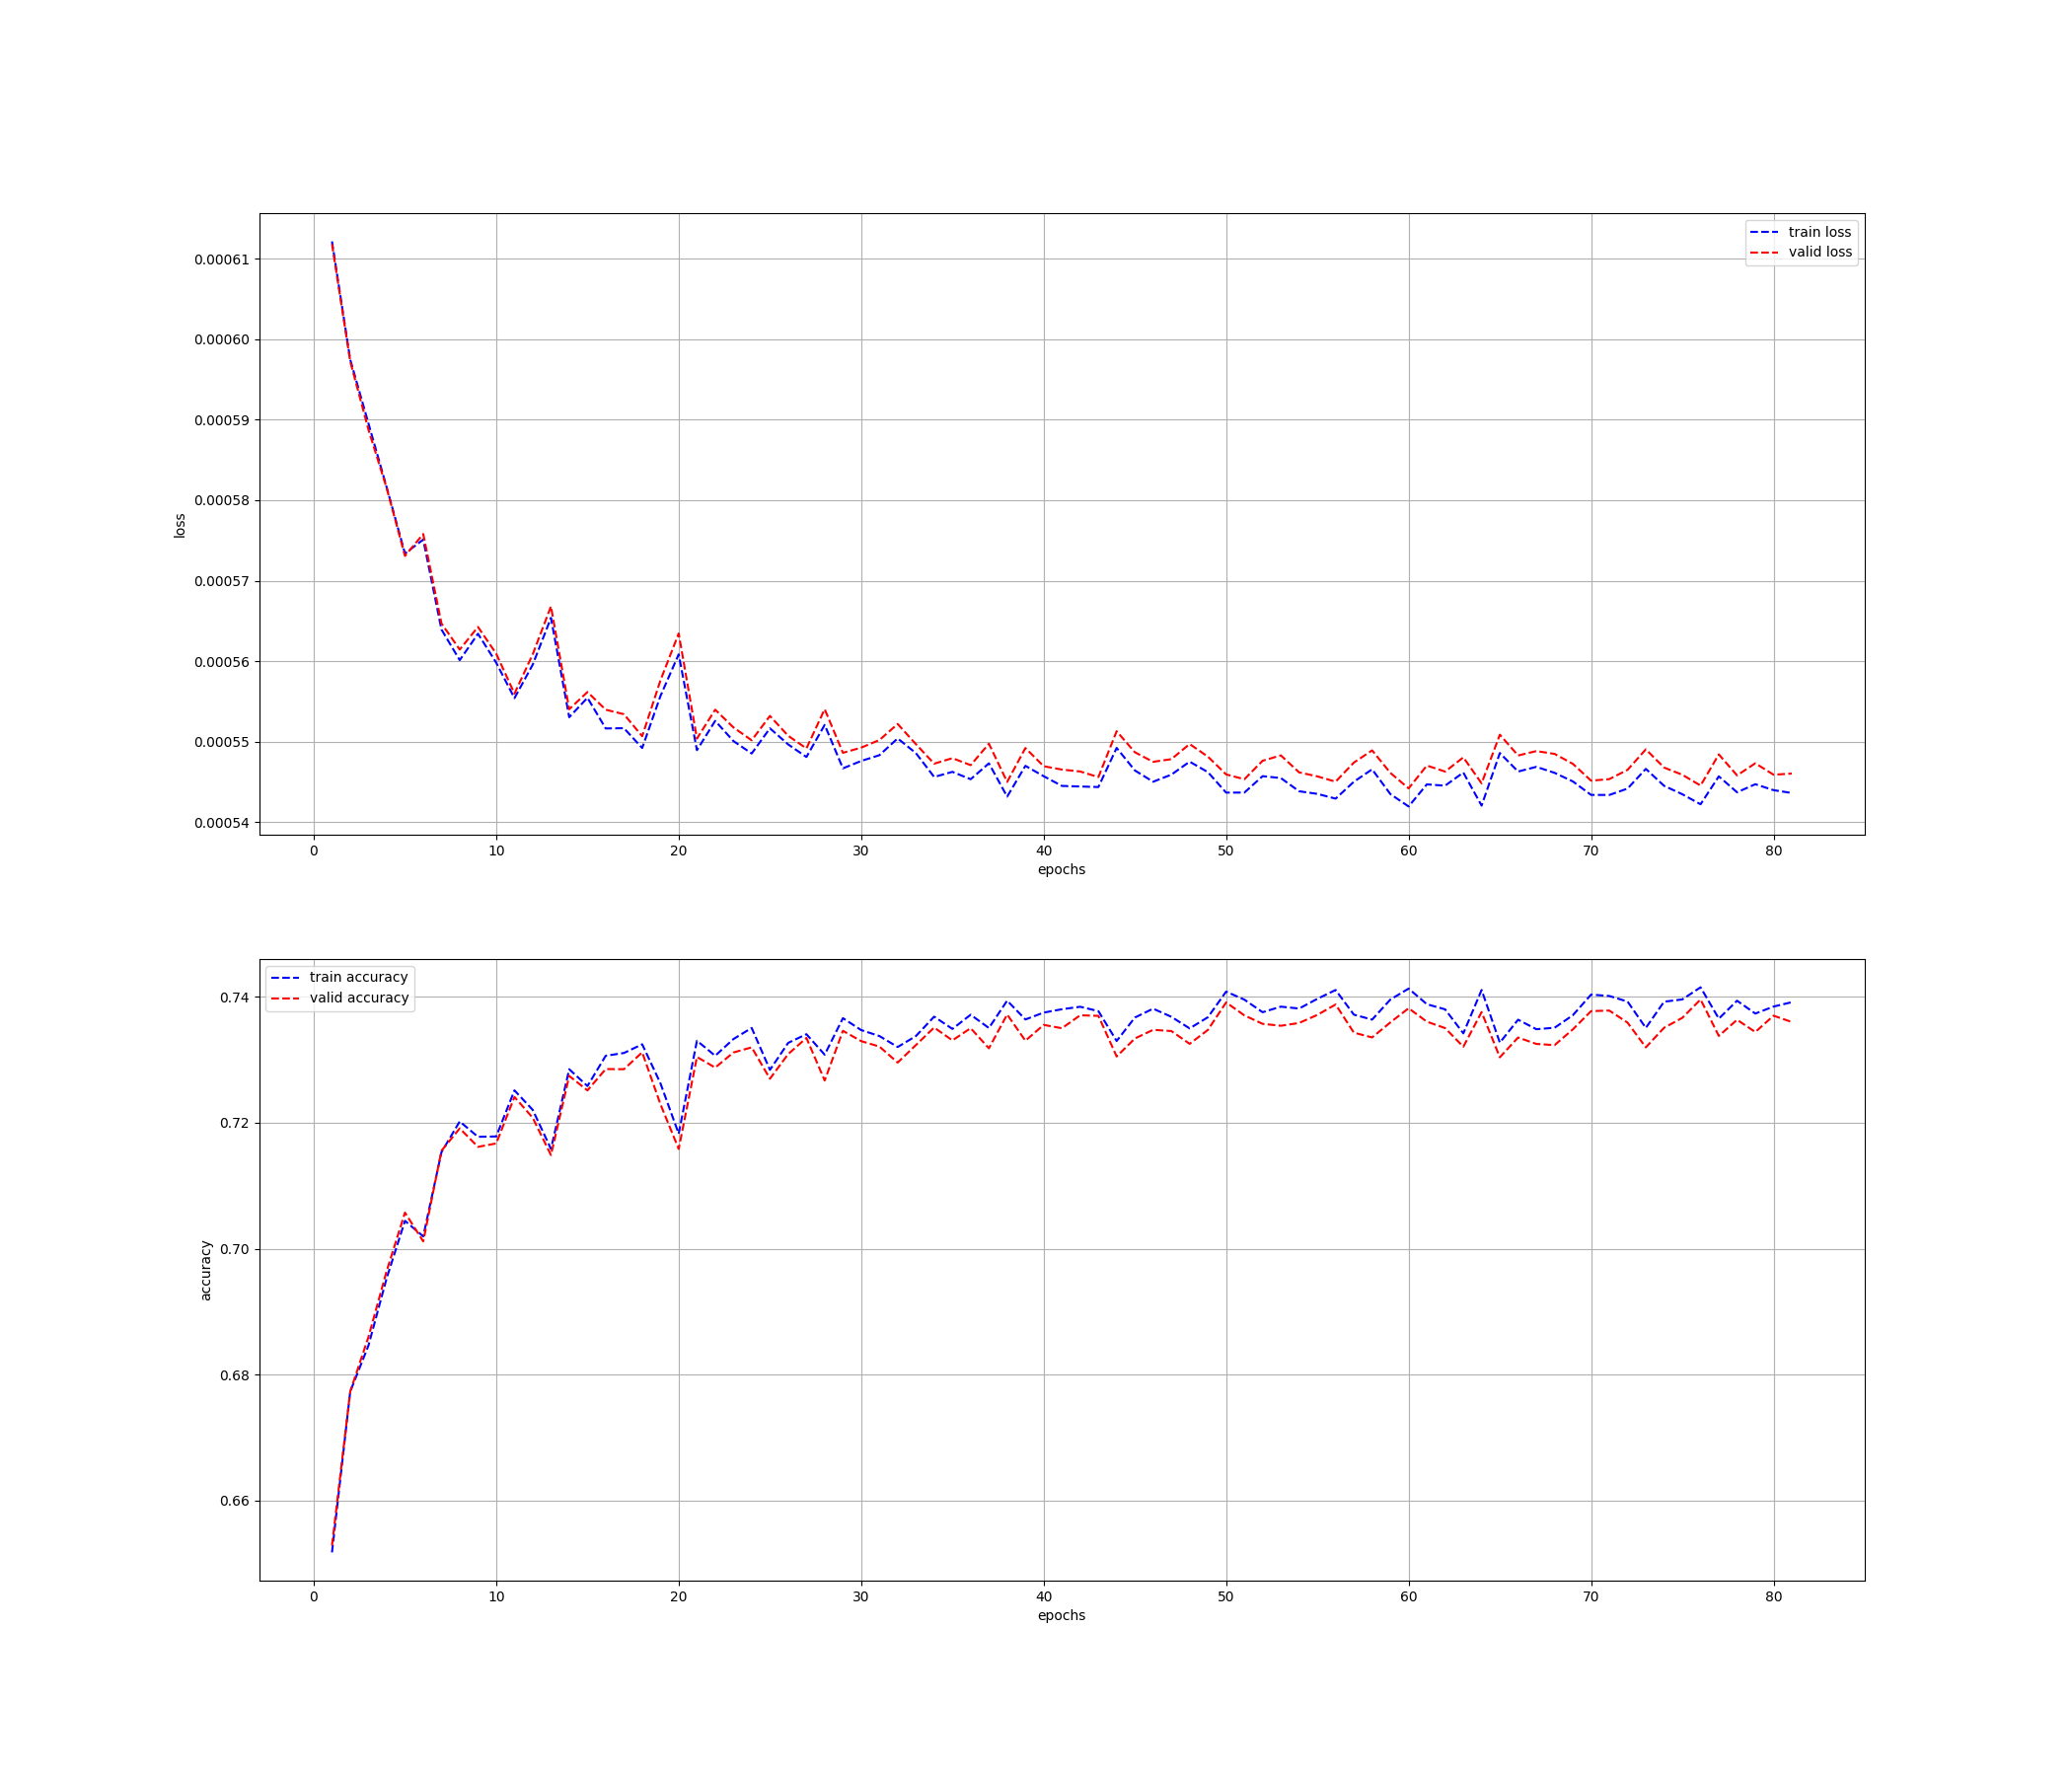 train loss
valid loss
0.00061
0.00060
0.00059
0.00058
0.00057
0.00056
0.00055
0.00054
loss
0 10 20 30 40 50 60 70 80
epochs
train accuracy
valid accuracy
0.74
0.72
0.70
0.68
0.66
accuracy
0 10 20 30 40 50 60 70 80
epochs